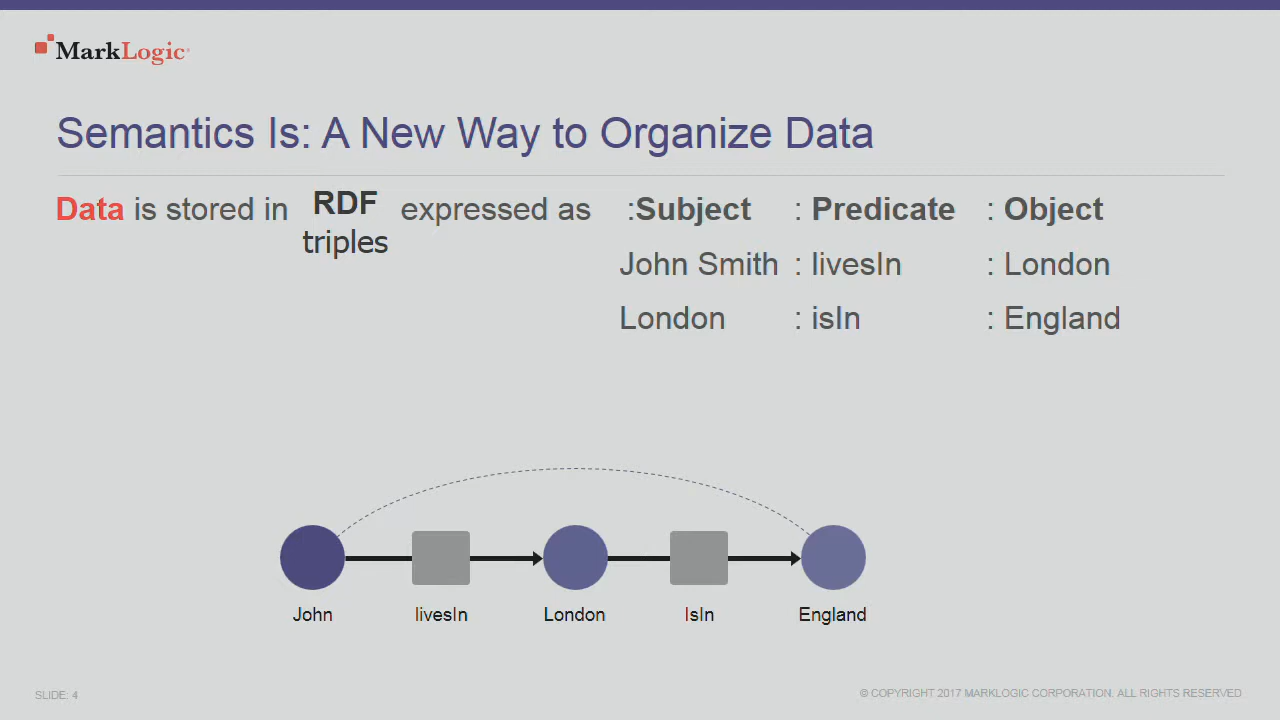 MarkLogic
Semantics Is: A New Way to Organize Data
Data is stored in RDF triples expressed as :Subject : Predicate : Object
John Smith : livesIn : London
London : isIn : England
John livesIn London IsIn England
SLIDE: 4
© COPYRIGHT 2017 MARKLOGIC CORPORATION. ALL RIGHTS RESERVED